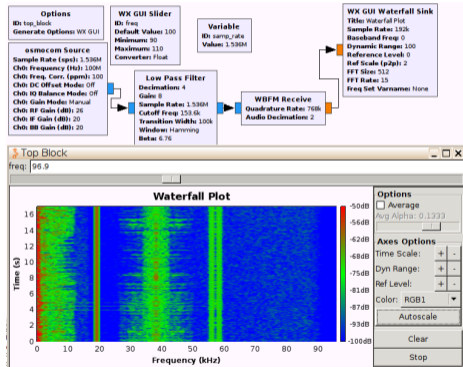 Options
ID: top_block
Generate Options: WX GUI
WX GUI Slider
ID: freq
Default Value: 100
Minimum: 90
Maximum: 110
Converter: Float
Variable
ID: samp_rate
Value: 1.536M
WX GUI Waterfall Sink
Title: Waterfall Plot
Sample Rate: 192k
Baseband Freq: 0
Dynamic Range: 100
Reference Level: 0
Ref Scale (p2p): 2
FFT Size: 512
FFT Rate: 15
Freq Set Varname: None
osmocom Source
Sample Rate (sps): 1.536M
Ch0: Frequency (Hz): 100M
Ch0: Freq. Corr. (ppm): 100
Ch0: DC Offset Mode: Off
Ch0: IQ Balance Mode: Off
Ch0: Gain Mode: Manual
Ch0: RF Gain (dB): 26
Ch0: IF Gain (dB): 20
Ch0: BB Gain (dB): 20
Low Pass Filter
Decimation: 4
Gain: 8
Sample Rate: 1.536M
Cutoff Freq: 153.6k
Transition Width: 100k
Window: Hamming
Beta: 6.76
WBFM Receive
Quadrature Rate: 768k
Audio Decimation: 2
Top Block
freq: 96.9
Waterfall Plot
Time (s)
16
14
12
10
8
6
4
2
0
0 10 20 30 40 50 60 70 80 90
Frequency (kHz)
-50dB
-56dB
-62dB
-68dB
-75dB
-81dB
-87dB
-93dB
-100dB
Options
Average
Avg Alpha: 0.1333
Axes Options
Time Scale: + -
Dyn Range: + -
Ref Level: + -
Color: RGB1
Autoscale
Clear
Stop